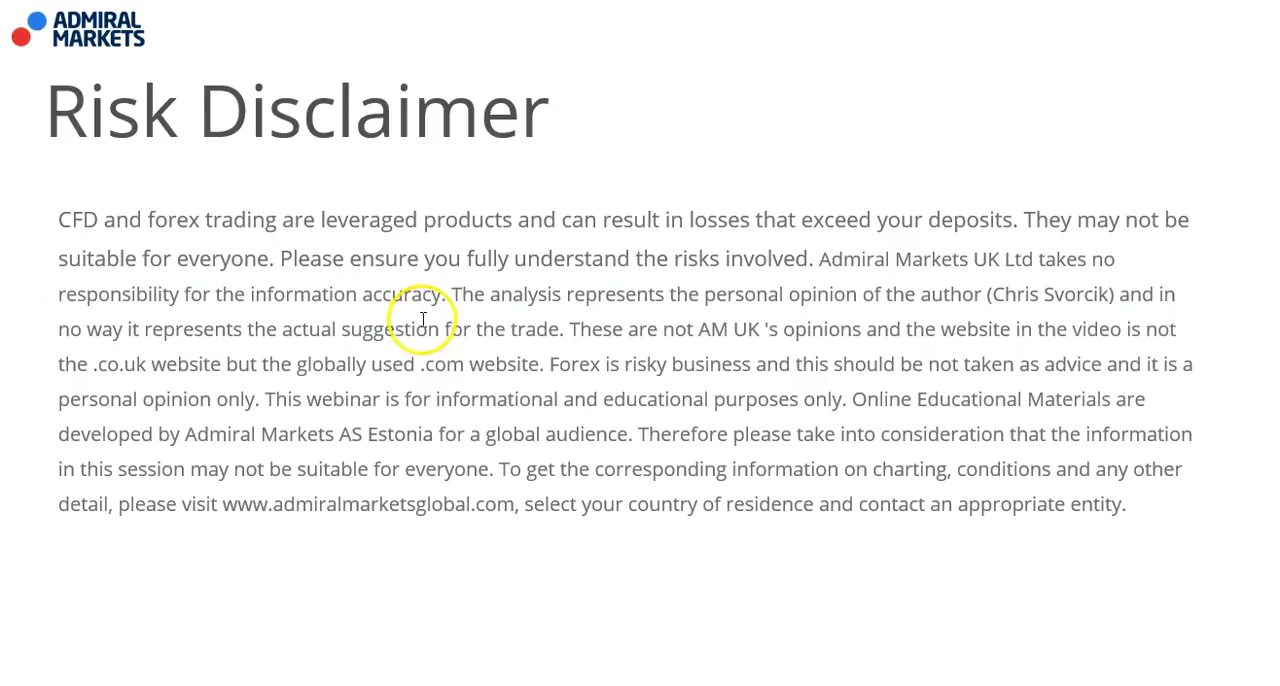 ADMIRAL
MARKETS
Risk Disclaimer
CFD and forex trading are leveraged products and can result in losses that exceed your deposits. They may not be
suitable for everyone. Please ensure you fully understand the risks involved. Admiral Markets UK Ltd takes no
responsibility for the information accuracy. The analysis represents the personal opinion of the author (Chris Svorcik) and in
no way it represents the actual suggestion for the trade. These are not AM UK 's opinions and the website in the video is not
the .co.uk website but the globally used .com website. Forex is risky business and this should be not taken as advice and it is a
personal opinion only. This webinar is for informational and educational purposes only. Online Educational Materials are
developed by Admiral Markets AS Estonia for a global audience. Therefore please take into consideration that the information
in this session may not be suitable for everyone. To get the corresponding information on charting, conditions and any other
detail, please visit www.admiralmarketsglobal.com, select your country of residence and contact an appropriate entity.